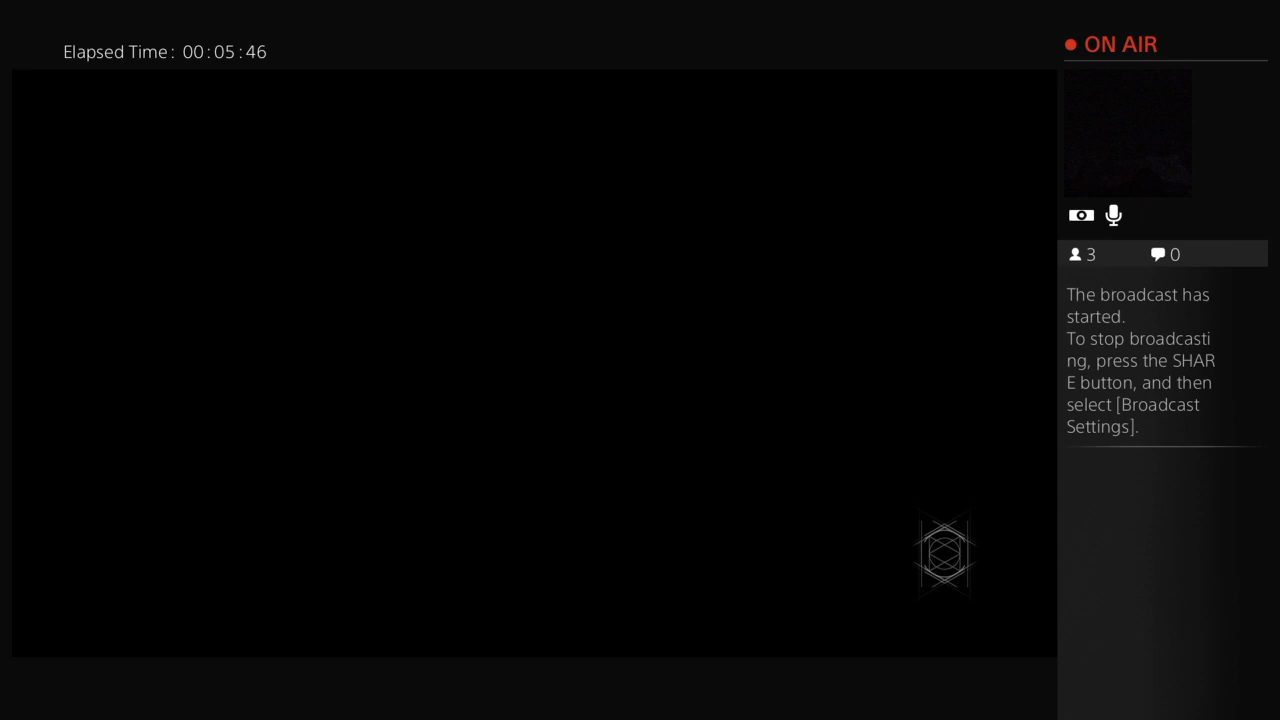 Elapsed Time: 00:05:46
ON AIR
3 0
The broadcast has
started.
To stop broadcasti
ng, press the SHAR
E button, and then
select [Broadcast
Settings].